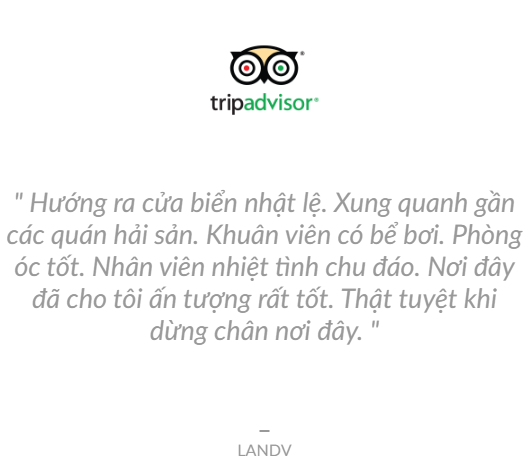 tripadvisor®
" Hướng ra cửa biển nhật lệ. Xung quanh gần
các quán hải sản. Khuân viên có bể bơi. Phòng
óc tốt. Nhân viên nhiệt tình chu đáo. Nơi đây
đã cho tôi ấn tượng rất tốt. Thật tuyệt khi
dừng chân nơi đây. "
–
LANDV